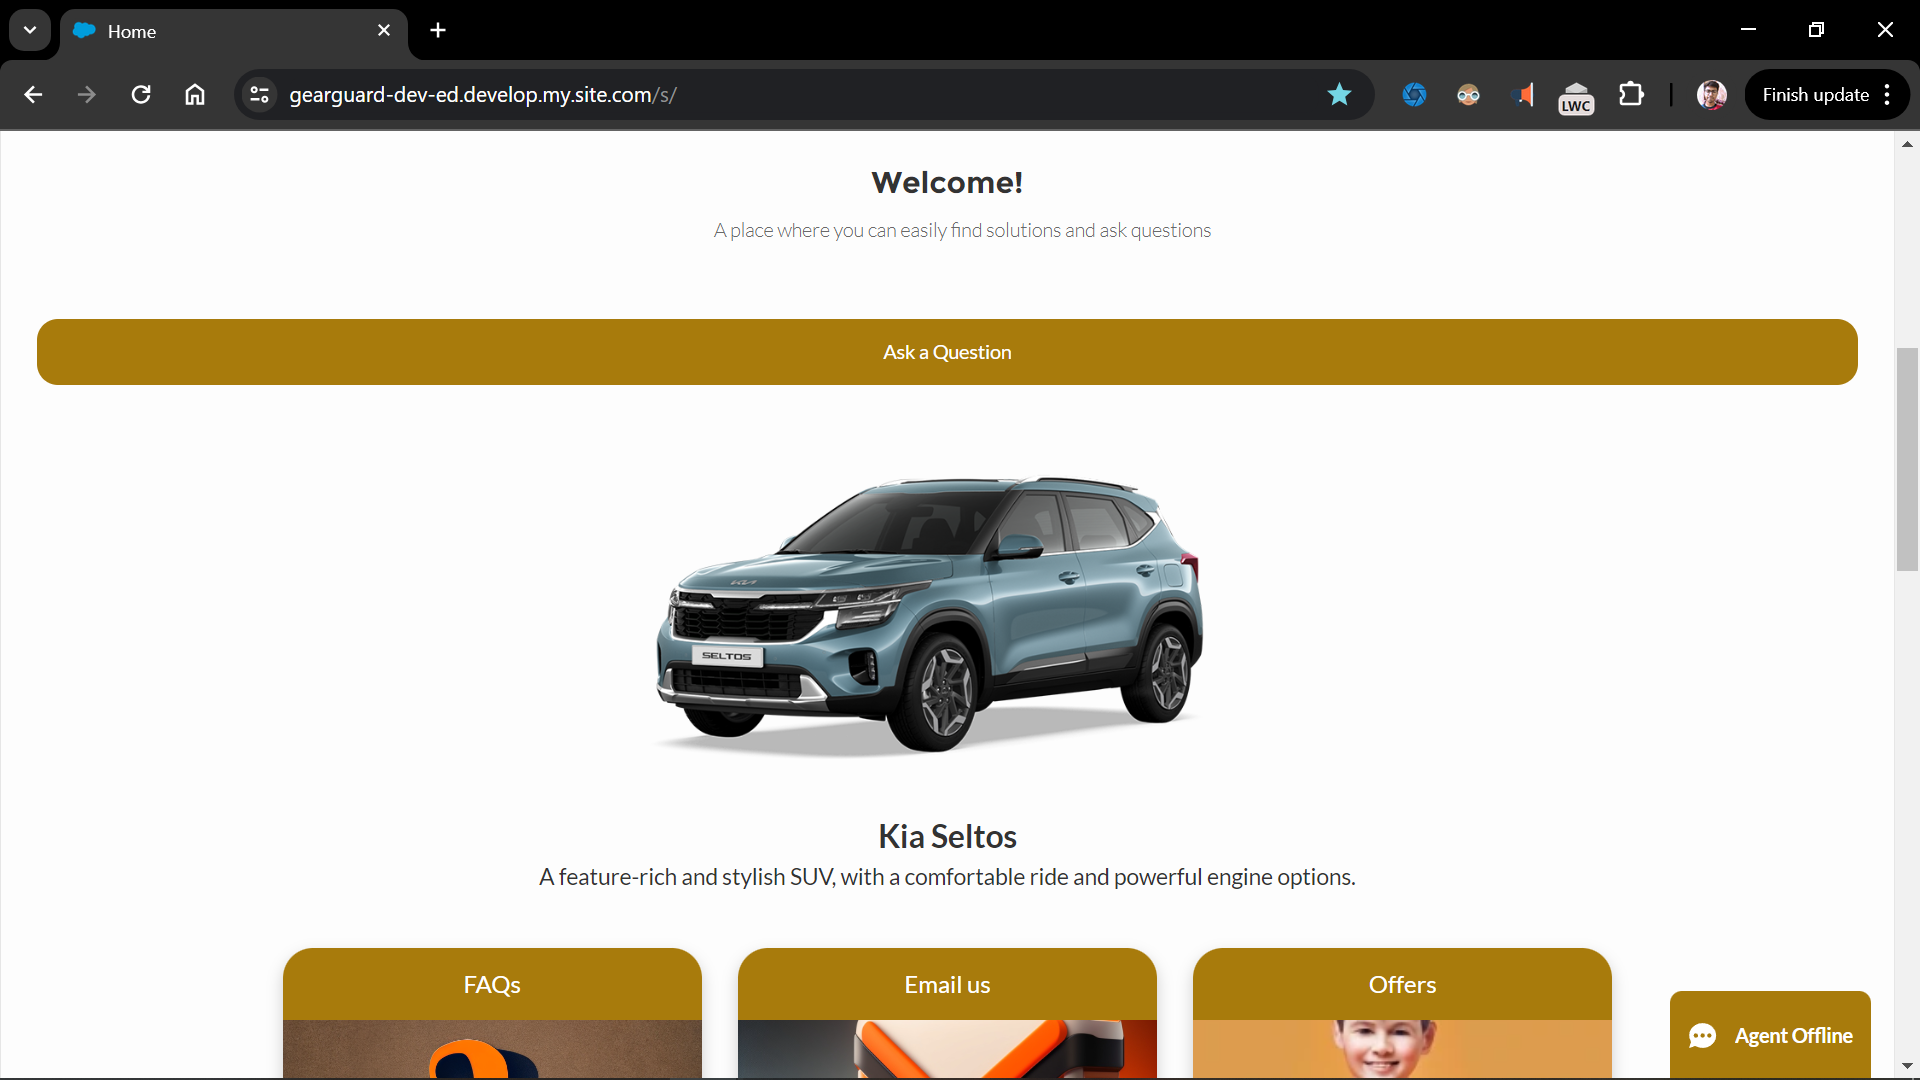 Home
gearguard-dev-ed.develop.my.site.com/s/
LWC
Finish update
Welcome!
A place where you can easily find solutions and ask questions
Ask a Question
KIA
SELTOS
Kia Seltos
A feature-rich and stylish SUV, with a comfortable ride and powerful engine options.
FAQs
Email us
Offers
Agent Offline